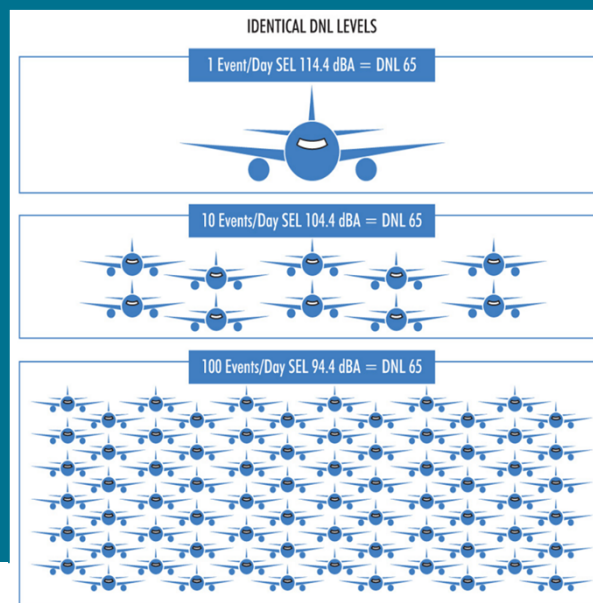 IDENTICAL DNL LEVELS
1 Event/Day SEL 114.4 dBA = DNL 65
10 Events/Day SEL 104.4 dBA = DNL 65
100 Events/Day SEL 94.4 dBA = DNL 65